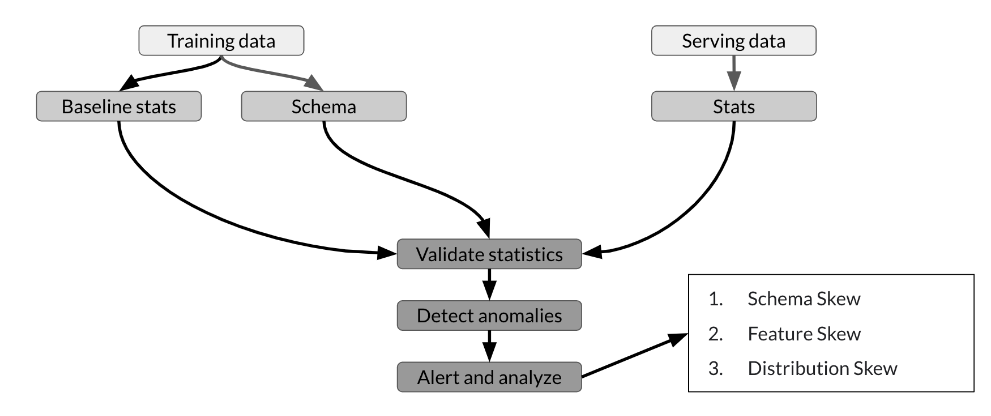 Training data
Serving data
Baseline stats
Schema
Stats
Validate statistics
Detect anomalies
Alert and analyze
1. Schema Skew
2. Feature Skew
3. Distribution Skew